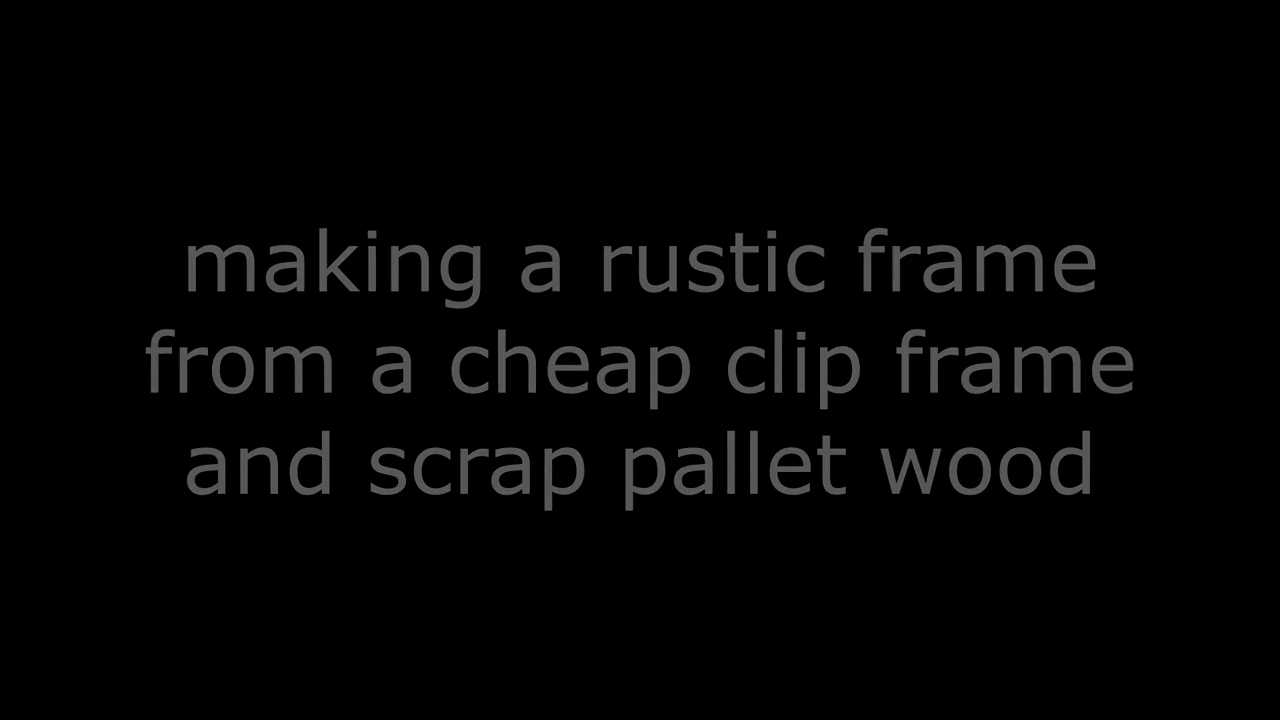 making a rustic frame
from a cheap clip frame
and scrap pallet wood